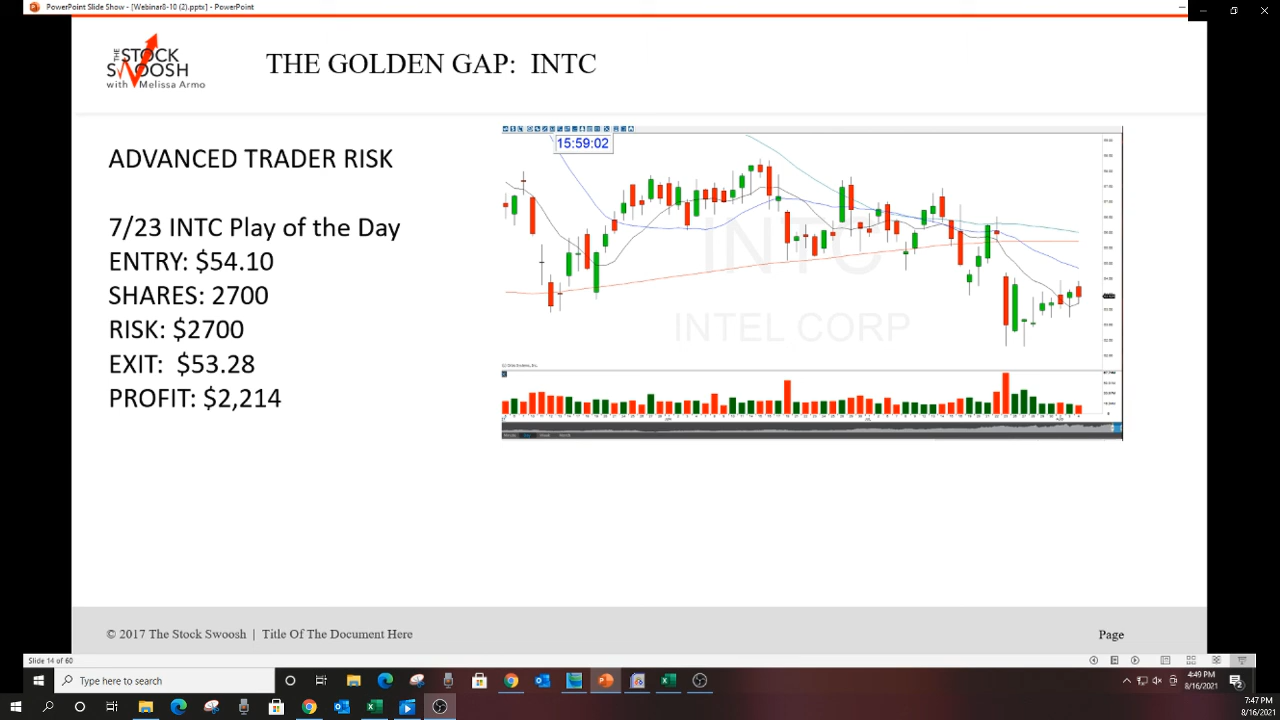 PowerPoint Slide Show - [Webinar8-10 (2).pptx] - PowerPoint
THE STOCK
SWOOSH
with Melissa Armo
THE GOLDEN GAP: INTC
ADVANCED TRADER RISK
7/23 INTC Play of the Day
ENTRY: $54.10
SHARES: 2700
RISK: $2700
EXIT: $53.28
PROFIT: $2,214
15:59:02
INTC
INTEL CORP
© 2017 The Stock Swoosh | Title Of The Document Here
Page
Slide 14 of 60
Type here to search
4:49 PM
8/16/2021
Type here to search
7:47 PM
8/16/2021